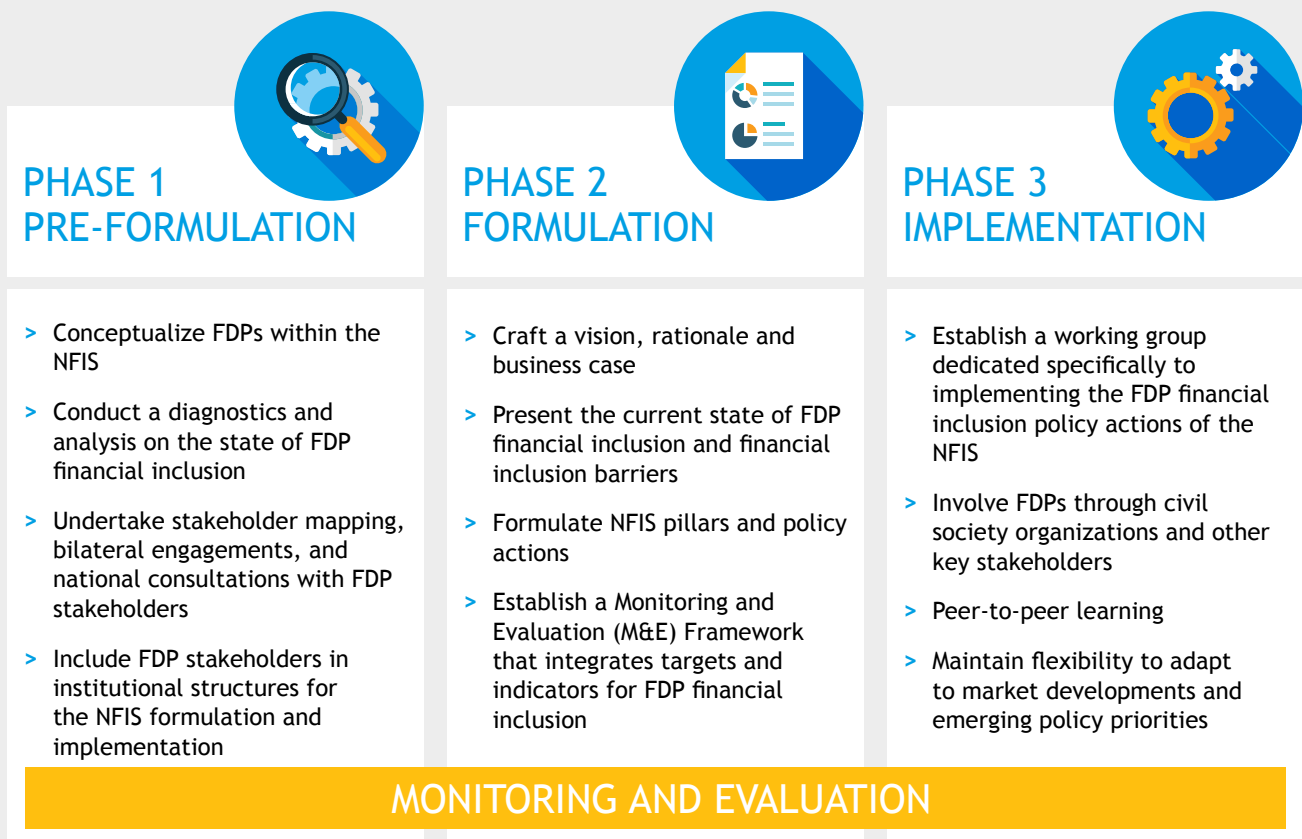 PHASE 1
PRE-FORMULATION
> Conceptualize FDPs within the
NFIS
> Conduct a diagnostics and
analysis on the state of FDP
financial inclusion
> Undertake stakeholder mapping,
bilateral engagements, and
national consultations with FDP
stakeholders
> Include FDP stakeholders in
institutional structures for
the NFIS formulation and
implementation
PHASE 2
FORMULATION
> Craft a vision, rationale and
business case
> Present the current state of FDP
financial inclusion and financial
inclusion barriers
> Formulate NFIS pillars and policy
actions
> Establish a Monitoring and
Evaluation (M&E) Framework
that integrates targets and
indicators for FDP financial
inclusion
PHASE 3
IMPLEMENTATION
> Establish a working group
dedicated specifically to
implementing the FDP financial
inclusion policy actions of the
NFIS
> Involve FDPs through civil
society organizations and other
key stakeholders
> Peer-to-peer learning
> Maintain flexibility to adapt
to market developments and
emerging policy priorities
MONITORING AND EVALUATION